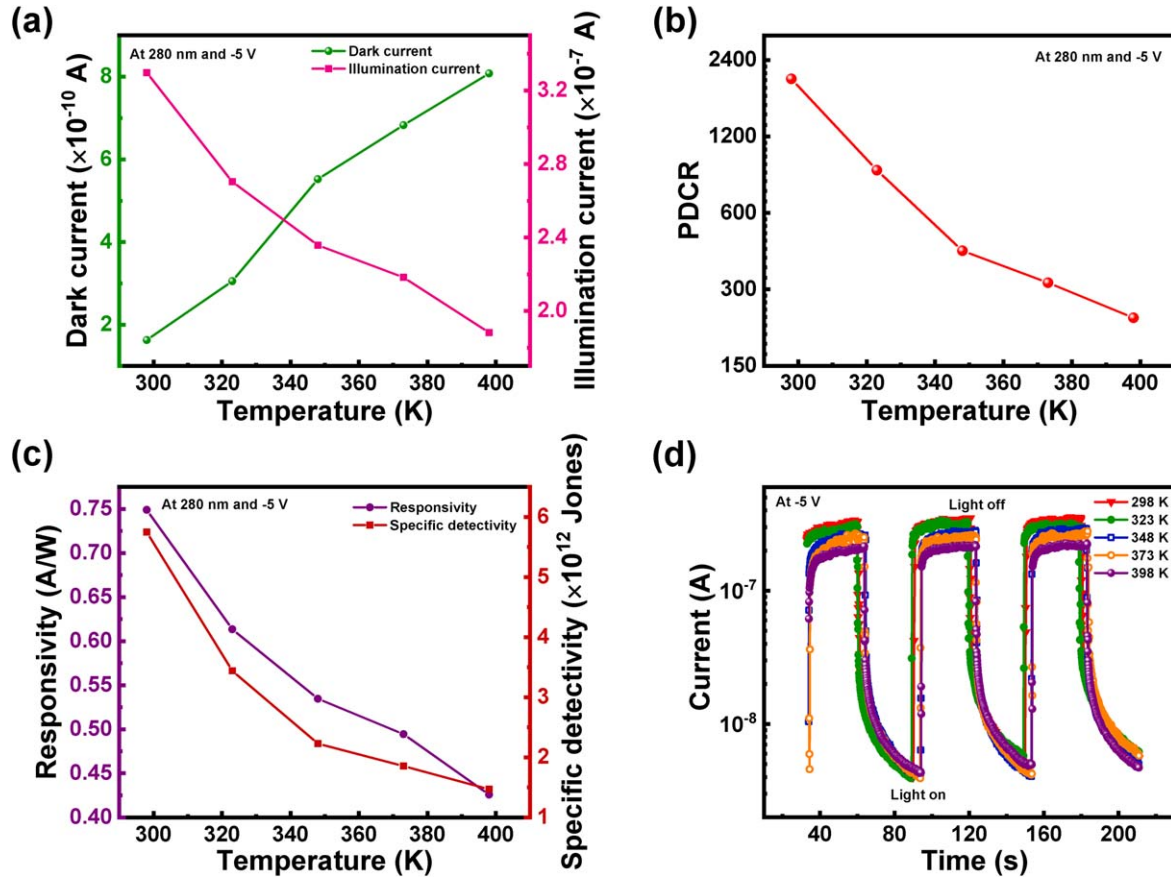 (a)
At 280 nm and -5 V
Dark current
Illumination current
Dark current (×10⁻¹⁰ A)
8
6
4
2
Illumination current (×10⁻⁷ A)
3.2
2.8
2.4
2.0
300 320 340 360 380 400
Temperature (K)
(b)
At 280 nm and -5 V
PDCR
2400
1200
600
300
150
300 320 340 360 380 400
Temperature (K)
(c)
At 280 nm and -5 V
Responsivity
Specific detectivity
Responsivity (A/W)
0.75
0.70
0.65
0.60
0.55
0.50
0.45
0.40
Specific detectivity (×10¹² Jones)
6
5
4
3
2
1
300 320 340 360 380 400
Temperature (K)
(d)
At -5 V
Light off
298 K
323 K
348 K
373 K
398 K
Light on
Current (A)
10⁻⁷
10⁻⁸
40 80 120 160 200
Time (s)